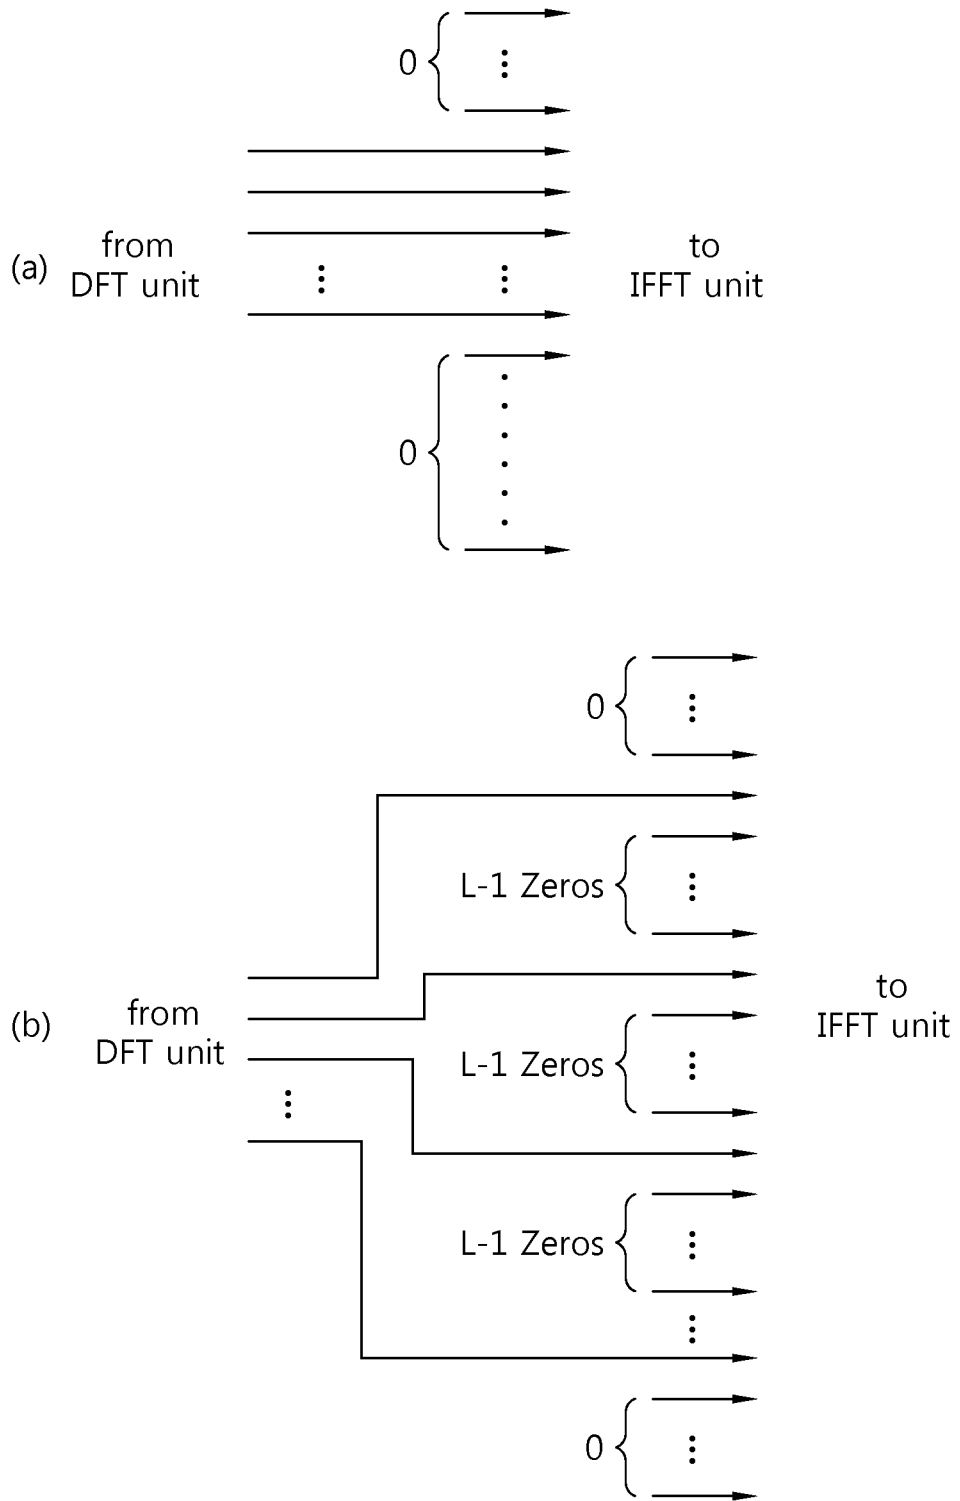 0
(a)
from
DFT unit
to
IFFT unit
0
0
L-1 Zeros
(b)
from
DFT unit
to
IFFT unit
L-1 Zeros
L-1 Zeros
0